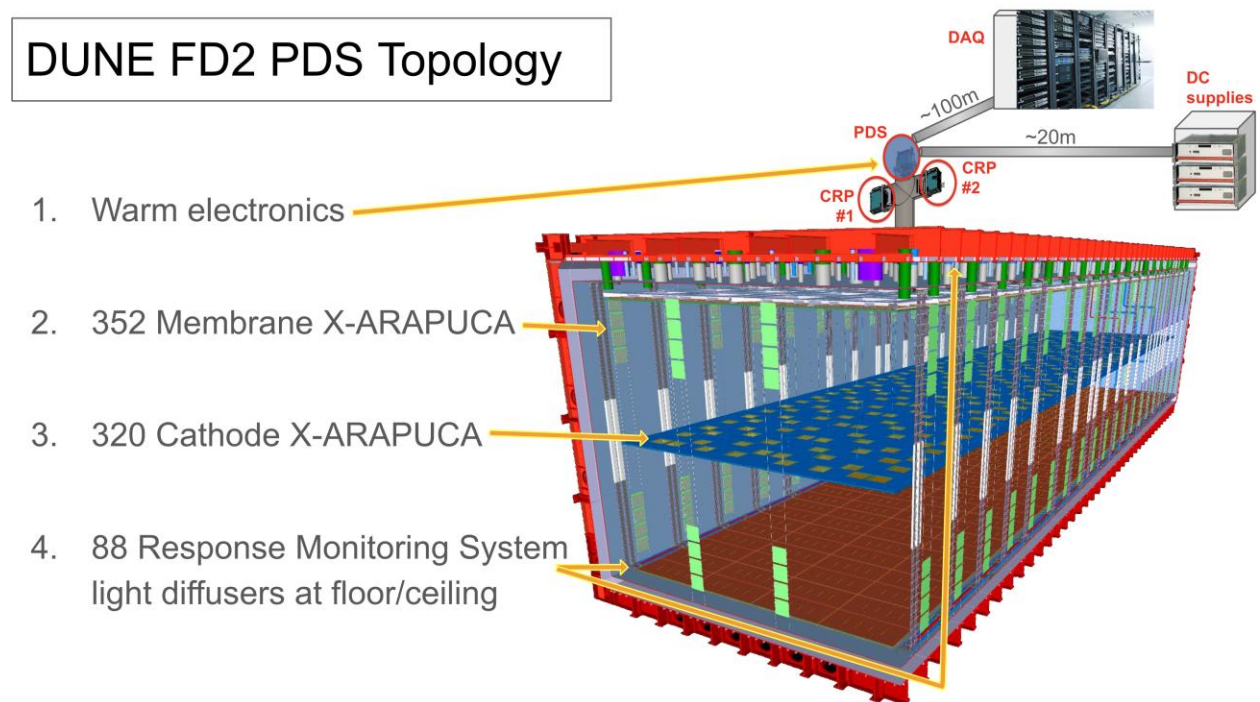 DUNE FD2 PDS Topology
DAQ
DC
supplies
~100m
PDS
~20m
CRP
#2
CRP
#1
1. Warm electronics
2. 352 Membrane X-ARAPUCA
3. 320 Cathode X-ARAPUCA
4. 88 Response Monitoring System
light diffusers at floor/ceiling